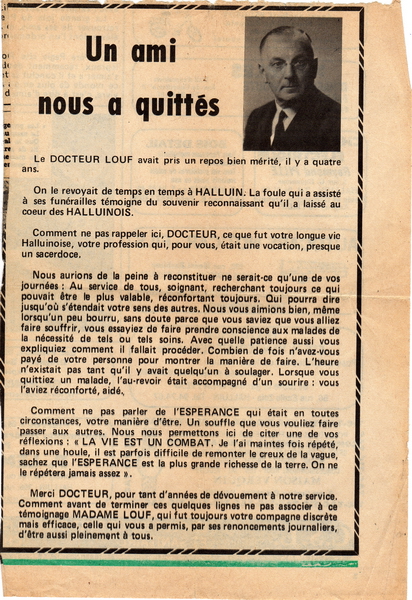 Un ami
nous a quittés
Le DOCTEUR LOUF avait pris un repos bien mérité, il y a quatre
ans.
On le revoyait de temps en temps à HALLUIN. La foule qui a assisté
à ses funérailles témoigne du souvenir reconnaissant qu'il a laissé au
coeur des HALLUINOIS.
Comment ne pas rappeler ici, DOCTEUR, ce que fut votre longue vie
Halluinoise, votre profession qui, pour vous, était une vocation, presque
un sacerdoce.
Nous aurions de la peine à reconstituer ne serait-ce qu'une de vos
journées : Au service de tous, soignant, recherchant toujours ce qui
pouvait être le plus valable, réconfortant toujours. Qui pourra dire
jusqu'où s'étendait votre sens des autres. Nous vous aimions bien, même
lorsqu'un peu bourru, sans doute parce que vous saviez que vous alliez
faire souffrir, vous essayiez de faire prendre conscience aux malades de
la nécessité de tels ou tels soins. Avec quelle patience aussi vous
expliquiez comment il fallait procéder. Combien de fois n'avez-vous
payé de votre personne pour montrer la manière de faire. L'heure
n'existait pas tant qu'il y avait quelqu'un à soulager. Lorsque vous
quittiez un malade, l'au-revoir était accompagné d'un sourire : vous
l'aviez réconforté, aidé.
Comment ne pas parler de l'ESPERANCE qui était en toutes
circonstances, votre manière d'être. Un souffle que vous vouliez faire
passer aux autres. Nous nous permettons ici de citer une de vos
réflexions : « LA VIE EST UN COMBAT. Je l'ai maintes fois répété,
dans une houle, il est parfois difficile de remonter le creux de la vague,
sachez que l'ESPERANCE est la plus grande richesse de la terre. On ne
le répétera jamais assez ».
Merci DOCTEUR, pour tant d'années de dévouement à notre service.
Comment avant de terminer ces quelques lignes ne pas associer à ce
témoignage MADAME LOUF, qui fut toujours votre compagne discrète
mais efficace, celle qui vous a permis, par ses renoncements journaliers,
d'être aussi pleinement à tous.